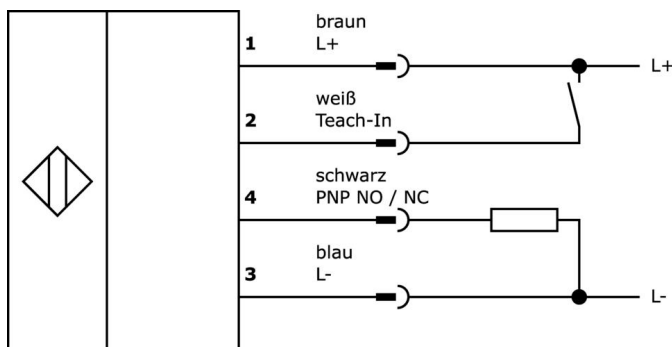 braun
1 L+
L+
weiß
2 Teach-In
schwarz
4 PNP NO / NC
blau
3 L-
L-